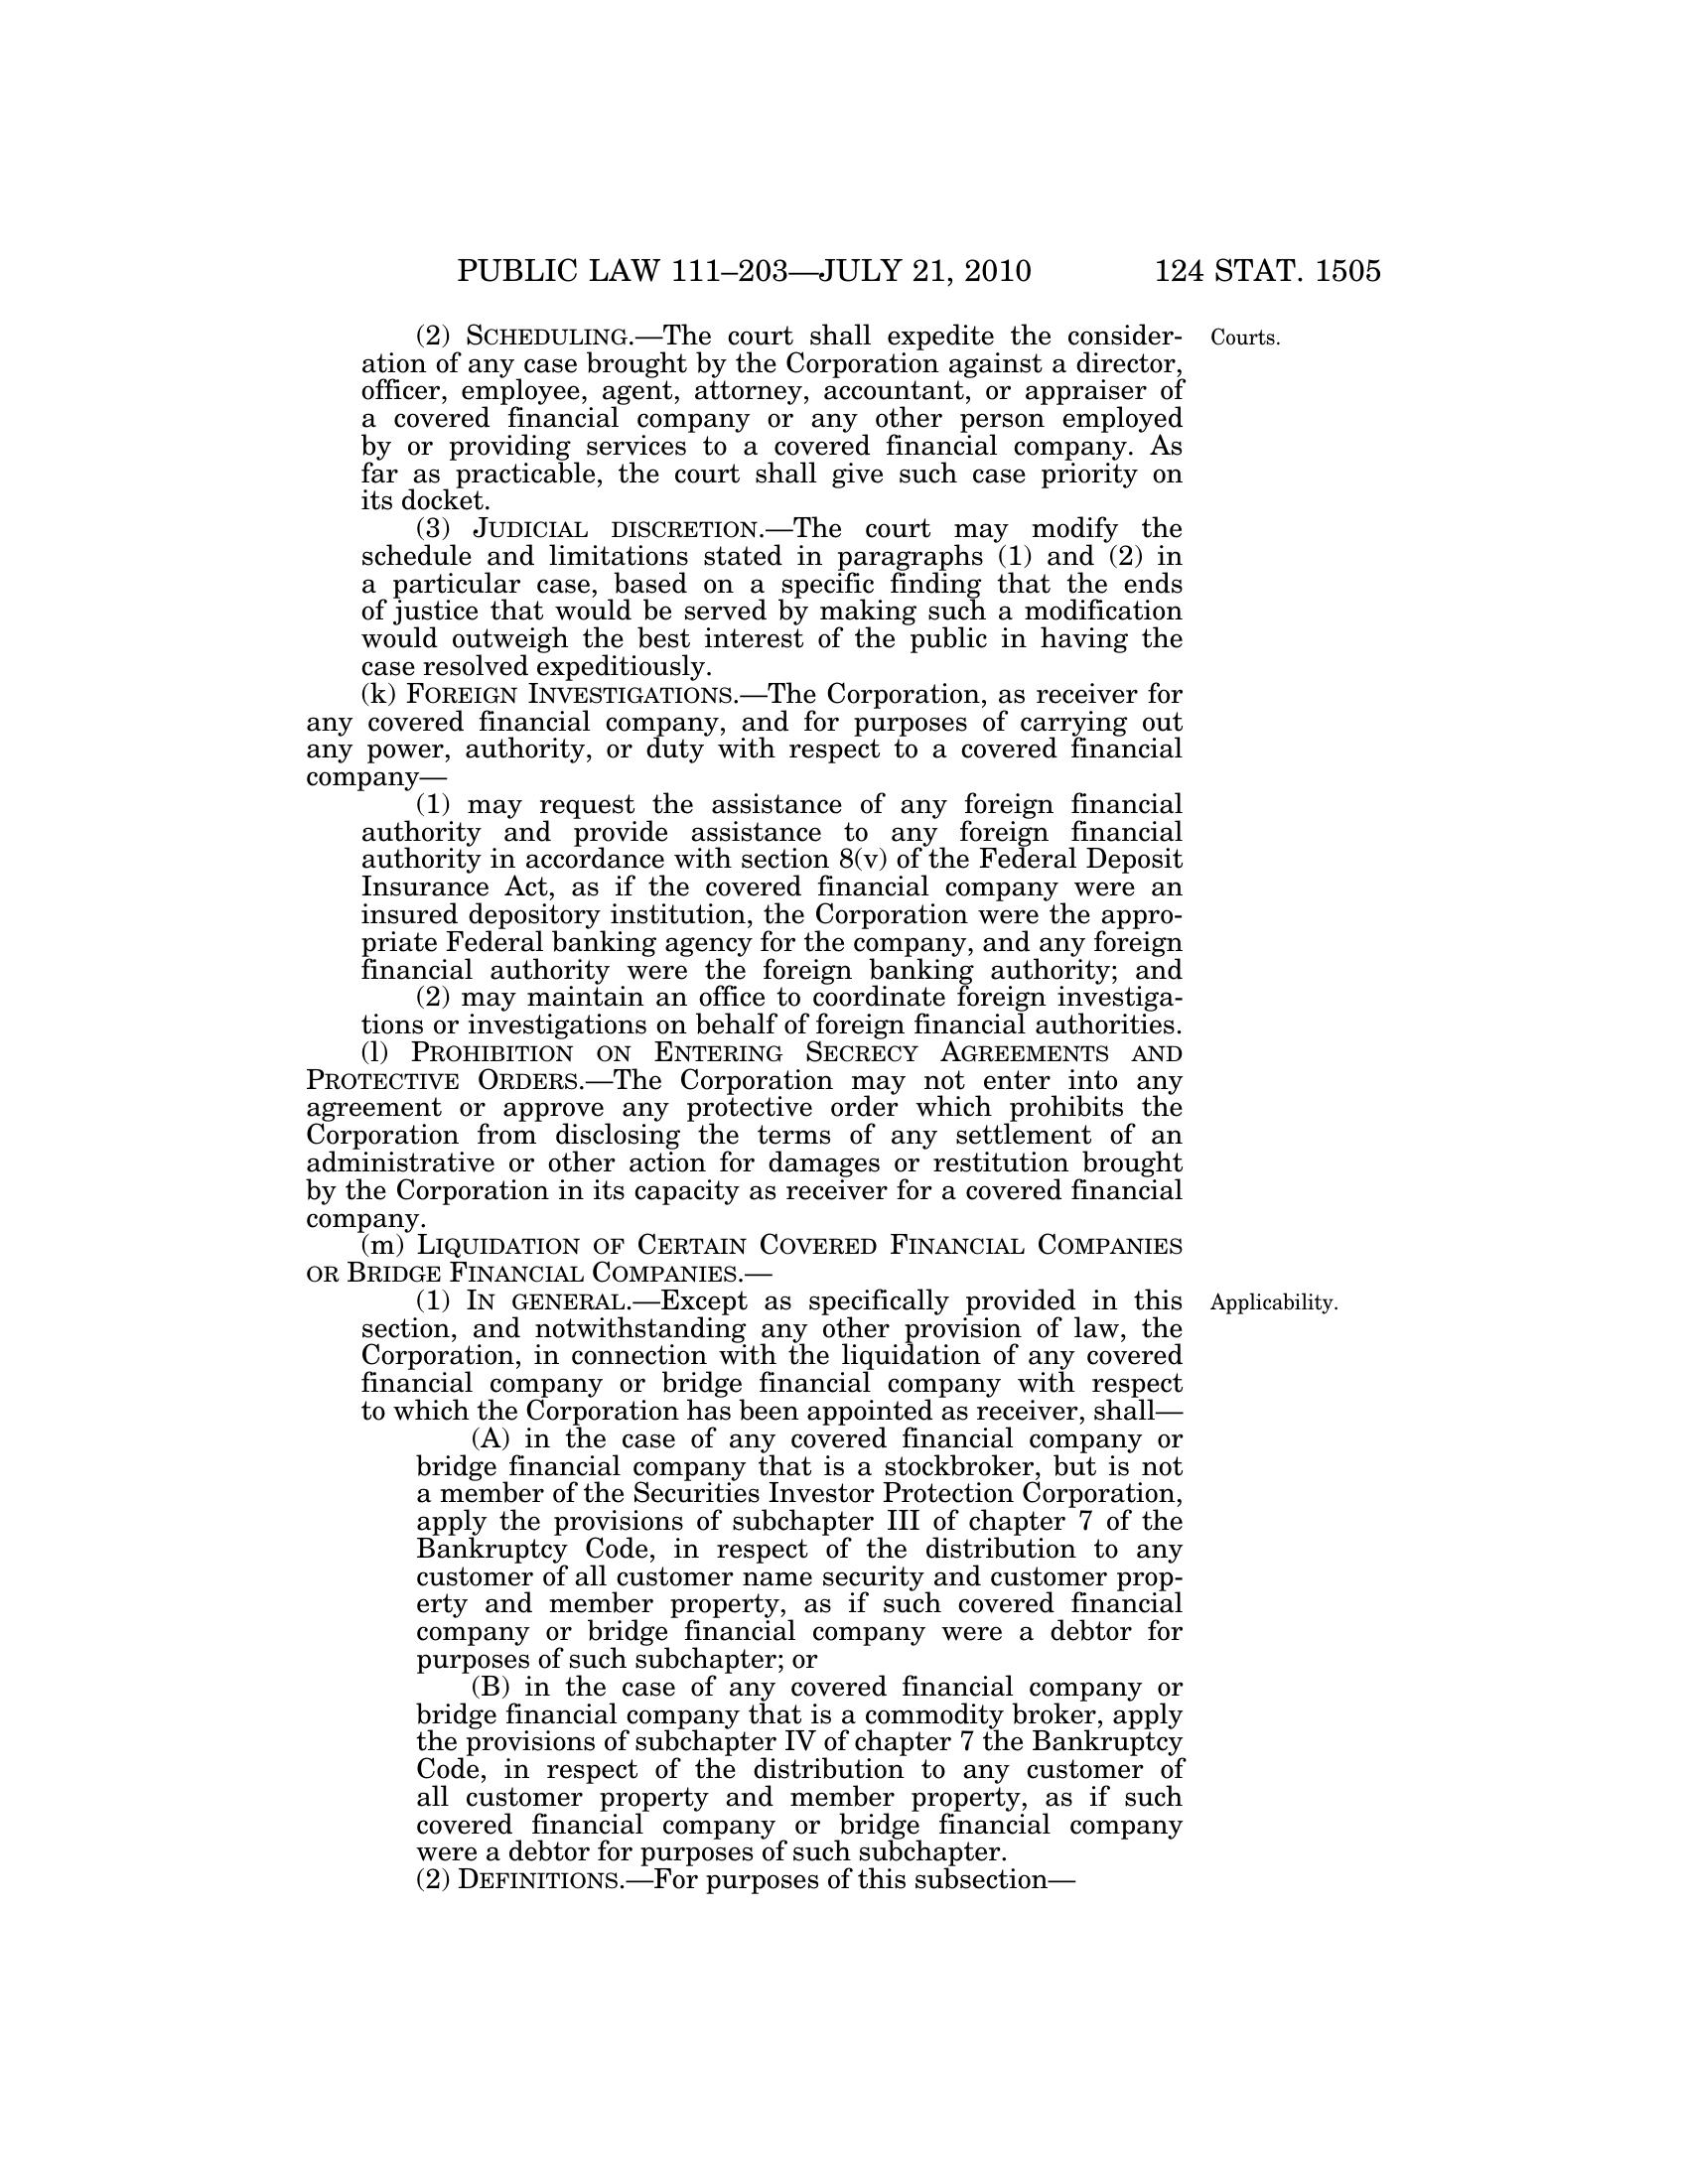 PUBLIC LAW 111–203—JULY 21, 2010 124 STAT. 1505
(2) SCHEDULING.—The court shall expedite the consider-
Courts.
ation of any case brought by the Corporation against a director,
officer, employee, agent, attorney, accountant, or appraiser of
a covered financial company or any other person employed
by or providing services to a covered financial company. As
far as practicable, the court shall give such case priority on
its docket.
(3) JUDICIAL DISCRETION.—The court may modify the
schedule and limitations stated in paragraphs (1) and (2) in
a particular case, based on a specific finding that the ends
of justice that would be served by making such a modification
would outweigh the best interest of the public in having the
case resolved expeditiously.
(k) FOREIGN INVESTIGATIONS.—The Corporation, as receiver for
any covered financial company, and for purposes of carrying out
any power, authority, or duty with respect to a covered financial
company—
(1) may request the assistance of any foreign financial
authority and provide assistance to any foreign financial
authority in accordance with section 8(v) of the Federal Deposit
Insurance Act, as if the covered financial company were an
insured depository institution, the Corporation were the appro-
priate Federal banking agency for the company, and any foreign
financial authority were the foreign banking authority; and
(2) may maintain an office to coordinate foreign investiga-
tions or investigations on behalf of foreign financial authorities.
(l) PROHIBITION ON ENTERING SECRECY AGREEMENTS AND
PROTECTIVE ORDERS.—The Corporation may not enter into any
agreement or approve any protective order which prohibits the
Corporation from disclosing the terms of any settlement of an
administrative or other action for damages or restitution brought
by the Corporation in its capacity as receiver for a covered financial
company.
(m) LIQUIDATION OF CERTAIN COVERED FINANCIAL COMPANIES
OR BRIDGE FINANCIAL COMPANIES.—
(1) IN GENERAL.—Except as specifically provided in this
Applicability.
section, and notwithstanding any other provision of law, the
Corporation, in connection with the liquidation of any covered
financial company or bridge financial company with respect
to which the Corporation has been appointed as receiver, shall—
(A) in the case of any covered financial company or
bridge financial company that is a stockbroker, but is not
a member of the Securities Investor Protection Corporation,
apply the provisions of subchapter III of chapter 7 of the
Bankruptcy Code, in respect of the distribution to any
customer of all customer name security and customer prop-
erty and member property, as if such covered financial
company or bridge financial company were a debtor for
purposes of such subchapter; or
(B) in the case of any covered financial company or
bridge financial company that is a commodity broker, apply
the provisions of subchapter IV of chapter 7 the Bankruptcy
Code, in respect of the distribution to any customer of
all customer property and member property, as if such
covered financial company or bridge financial company
were a debtor for purposes of such subchapter.
(2) DEFINITIONS.—For purposes of this subsection—